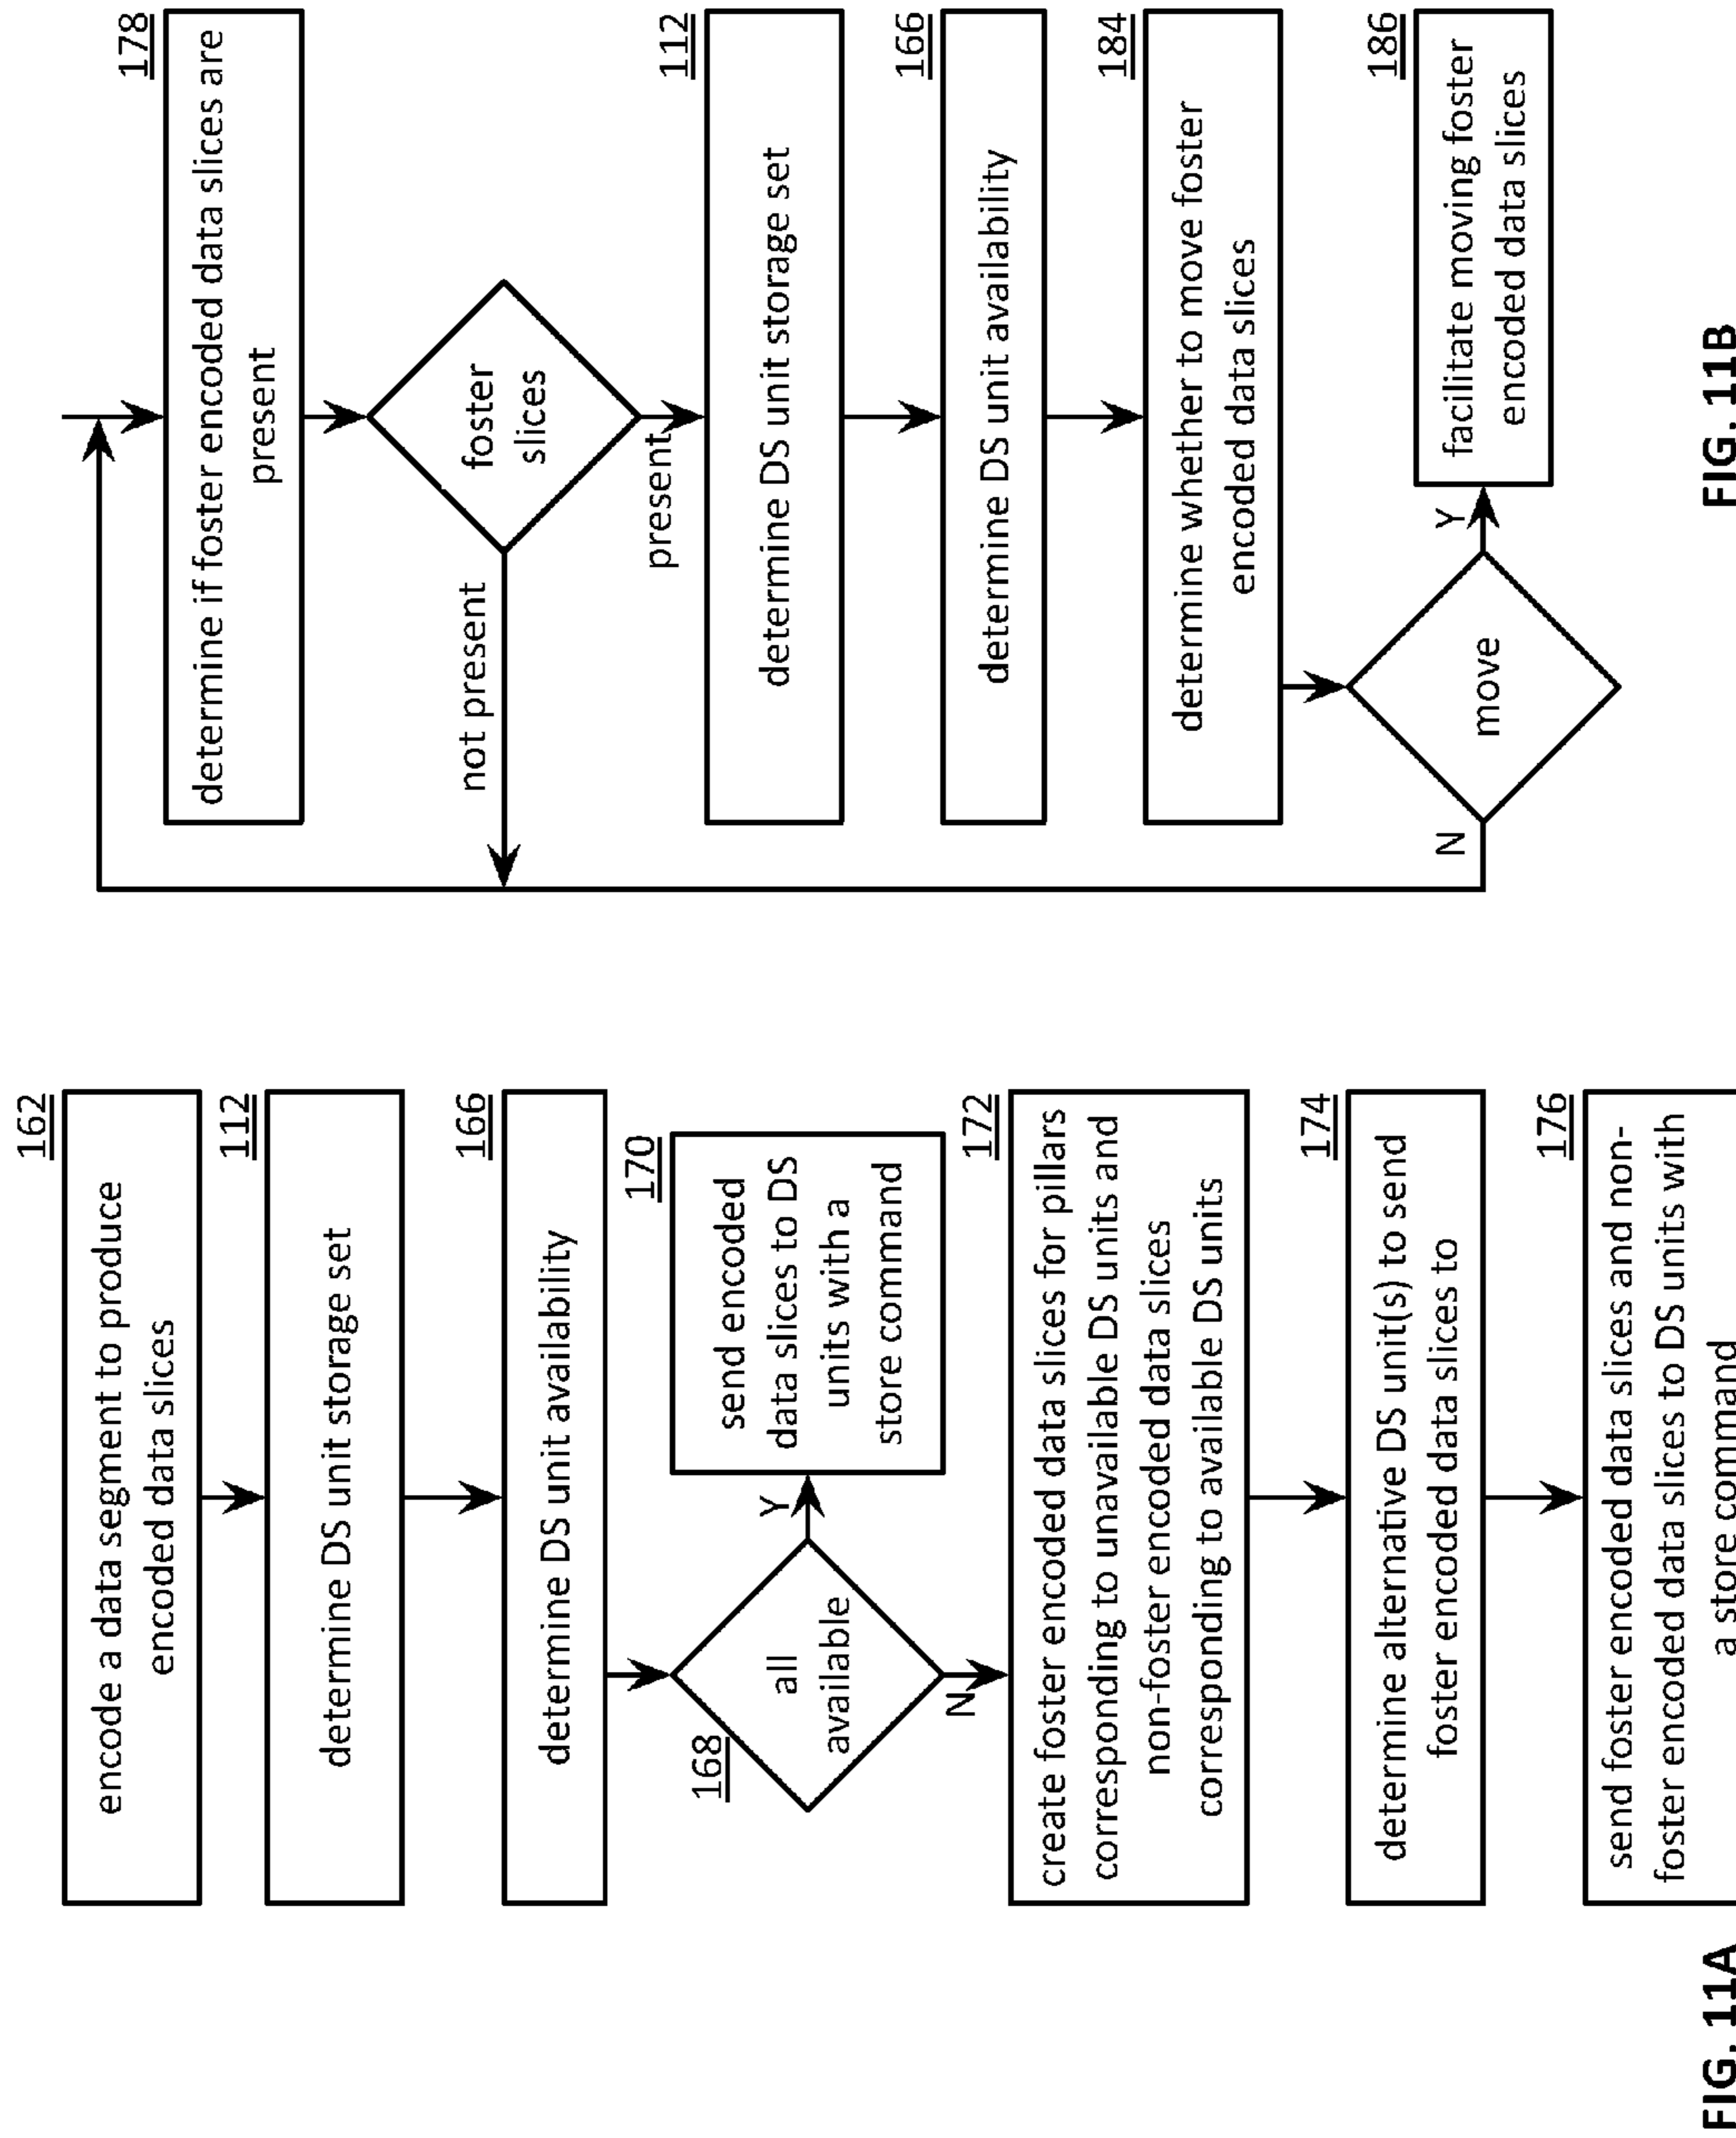 162
encode a data segment to produce
encoded data slices
112
determine DS unit storage set
166
determine DS unit availability
168
all
available
Y
N
170
send encoded
data slices to DS
units with a
store command
172
create foster encoded data slices for pillars
corresponding to unavailable DS units and
non-foster encoded data slices
corresponding to available DS units
174
determine alternative DS unit(s) to send
foster encoded data slices to
176
send foster encoded data slices and non-
foster encoded data slices to DS units with
a store command
FIG. 11A
178
determine if foster encoded data slices are
present
foster
slices
not present
present
112
determine DS unit storage set
166
determine DS unit availability
184
determine whether to move foster
encoded data slices
move
N
Y
186
facilitate moving foster
encoded data slices
FIG. 11B